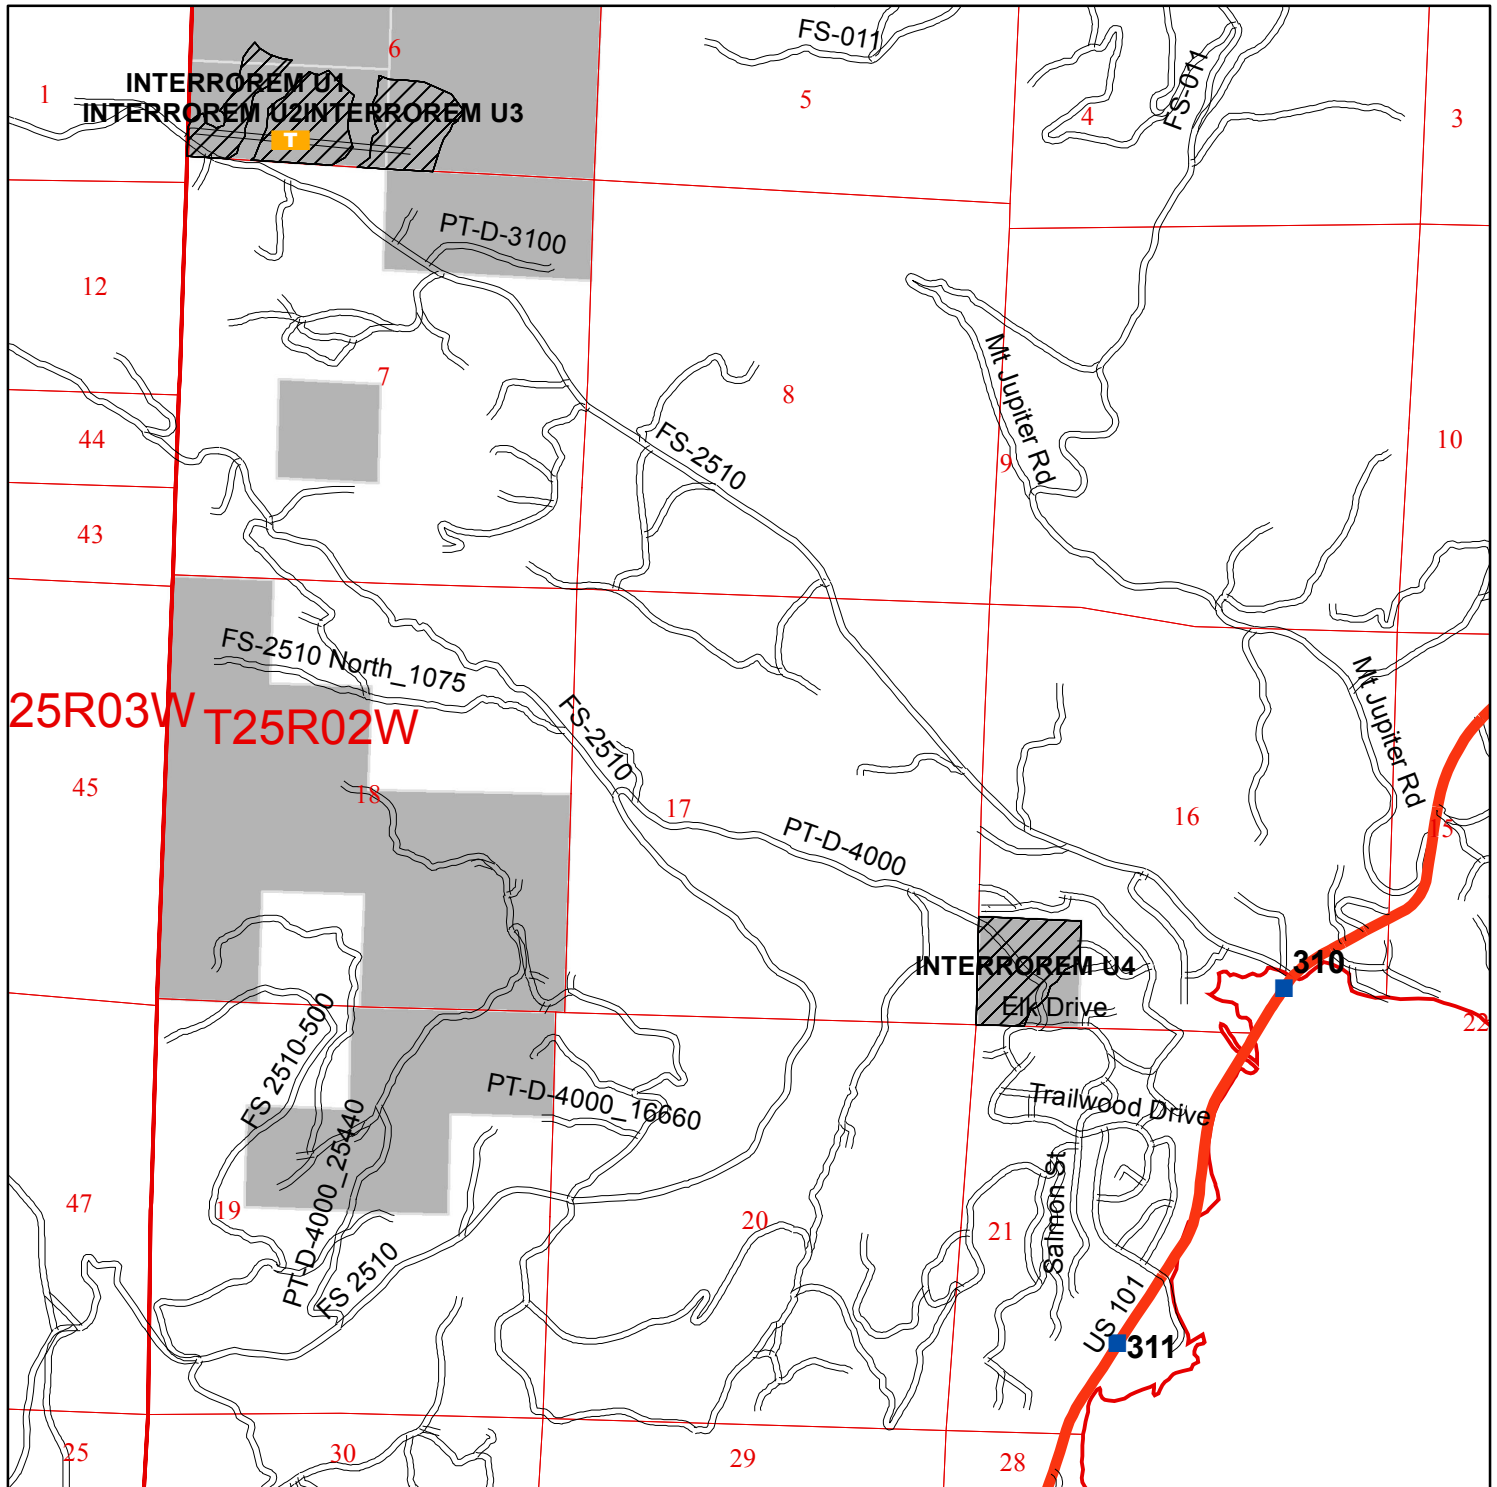 FS-011
6
INTERROREM U1
1
5
FS-011
4
3
INTERROREM U2
INTERROREM U3
T
PT-D-3100
12
7
8
Mt Jupiter Rd
44
FS-2510
9
10
43
FS-2510 North_1075
25R03W
T25R02W
FS-2510
Mt Jupiter Rd
45
18
17
16
15
PT-D-4000
INTERROREM U4
310
Elk Drive
22
FS 2510-500
PT-D-4000_16660
Trailwood Drive
PT-D-4000_25440
47
19
20
21
Salmon St
FS 2510
US 101
311
25
30
29
28